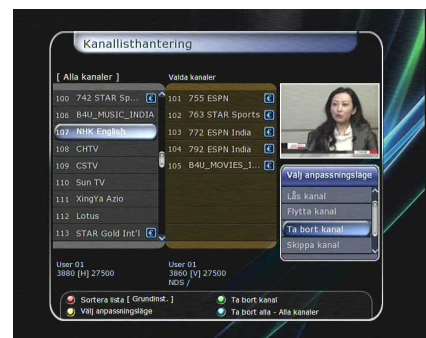 Kanallisthantering
[ Alla kanaler ]
100 742 STAR Sp... €
106 B4U_MUSIC_INDIA
107 NHK English
108 CHTV
109 CSTV
110 Sun TV
111 XingYa Azio
112 Lotus
113 STAR Gold Int'l €
User 01
3880 [H] 27500
Valda kanaler
101 755 ESPN €
102 763 STAR Sports €
103 772 ESPN India €
104 792 ESPN India €
105 B4U_MOVIES_I... €
User 01
3860 [V] 27500
NDS /
Välj anpassningsläge
Lås kanal
Flytta kanal
Ta bort kanal
Skippa kanal
Sortera lista [ Grundinst. ]
Ta bort kanal
Välj anpassningsläge
Ta bort alla - Alla kanaler